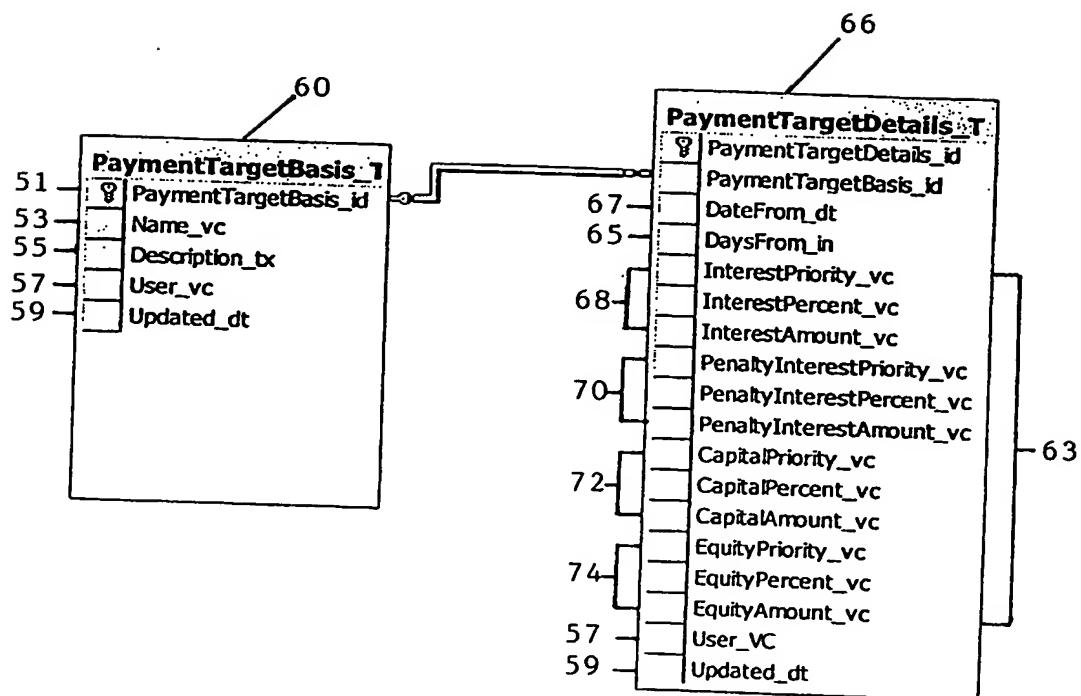 60
PaymentTargetBasis_T
51 PaymentTargetBasis_id
53 Name_vc
55 Description_tx
57 User_vc
59 Updated_dt
66
PaymentTargetDetails_T
PaymentTargetDetails_id
PaymentTargetBasis_id
67 DateFrom_dt
65 DaysFrom_in
InterestPriority_vc
68 InterestPercent_vc
InterestAmount_vc
PenaltyInterestPriority_vc
70 PenaltyInterestPercent_vc
PenaltyInterestAmount_vc
63
CapitalPriority_vc
72 CapitalPercent_vc
CapitalAmount_vc
EquityPriority_vc
74 EquityPercent_vc
EquityAmount_vc
57 User_VC
59 Updated_dt